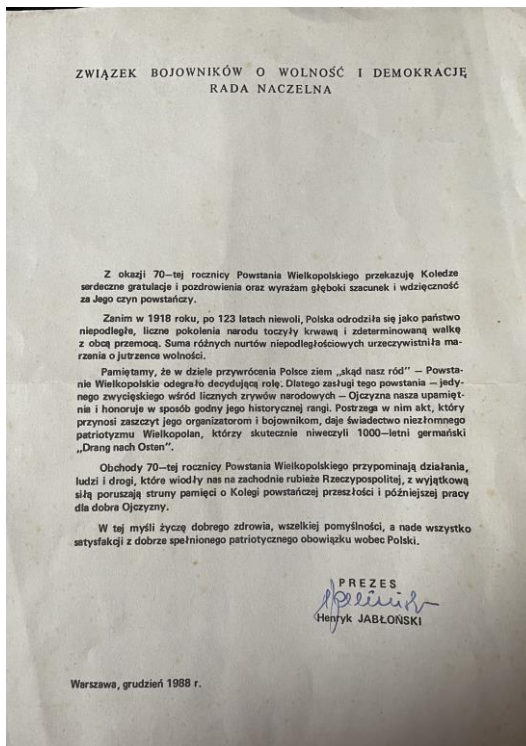 ZWIĄZEK BOJOWNIKÓW O WOLNOŚĆ I DEMOKRACJĘ
RADA NACZELNA
Z okazji 70—tej rocznicy Powstania Wielkopolskiego przekazuję Koledze
serdeczne gratulacje i pozdrowienia oraz wyrażam głęboki szacunek i wdzięczność
za Jego czyn powstańczy.
Zanim w 1918 roku, po 123 latach niewoli, Polska odrodziła się jako państwo
niepodległe, liczne pokolenia narodu toczyły krwawą i zdeterminowaną walkę
z obcą przemocą. Suma różnych nurtów niepodległościowych urzeczywistniła ma-
rzenia o jutrzence wolności.
Pamiętamy, że w dziele przywrócenia Polsce ziem „skąd nasz ród" — Powsta-
nie Wielkopolskie odegrało decydującą rolę. Dlatego zasługi tego powstania — jedy-
nego zwycięskiego wśród licznych zrywów narodowych — Ojczyzna nasza upamięt-
nia i honoruje w sposób godny jego historycznej rangi. Postrzega w nim akt, który
przynosi zaszczyt jego organizatorom i bojownikom, daje świadectwo niezłomnego
patriotyzmu Wielkopolan, którzy skutecznie niweczyli 1000—letni germański
„Drang nach Osten".
Obchody 70—tej rocznicy Powstania Wielkopolskiego przypominają działania,
ludzi i drogi, które wiodły nas na zachodnie rubieże Rzeczypospolitej, z wyjątkową
siłą poruszają struny pamięci o Kolegi powstańczej przeszłości i późniejszej pracy
dla dobra Ojczyzny.
W tej myśli życzę dobrego zdrowia, wszelkiej pomyślności, a nade wszystko
satysfakcji z dobrze spełnionego patriotycznego obowiązku wobec Polski.
PREZES
Henryk JABŁOŃSKI
Warszawa, grudzień 1988 r.